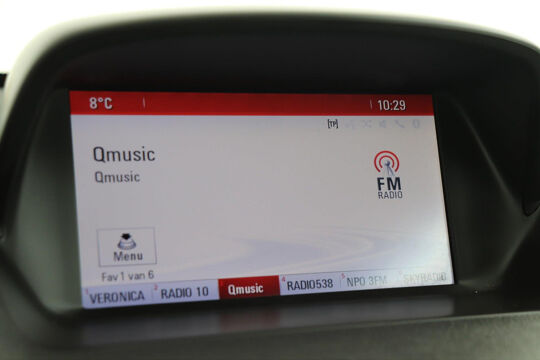 8°C 10:29
[TP]
Qmusic
Qmusic
FM
RADIO
Menu
Fav 1 van 6
1 VERONICA 2 RADIO 10 Qmusic 4 RADIO538 5 NPO 3FM SKYRADIO